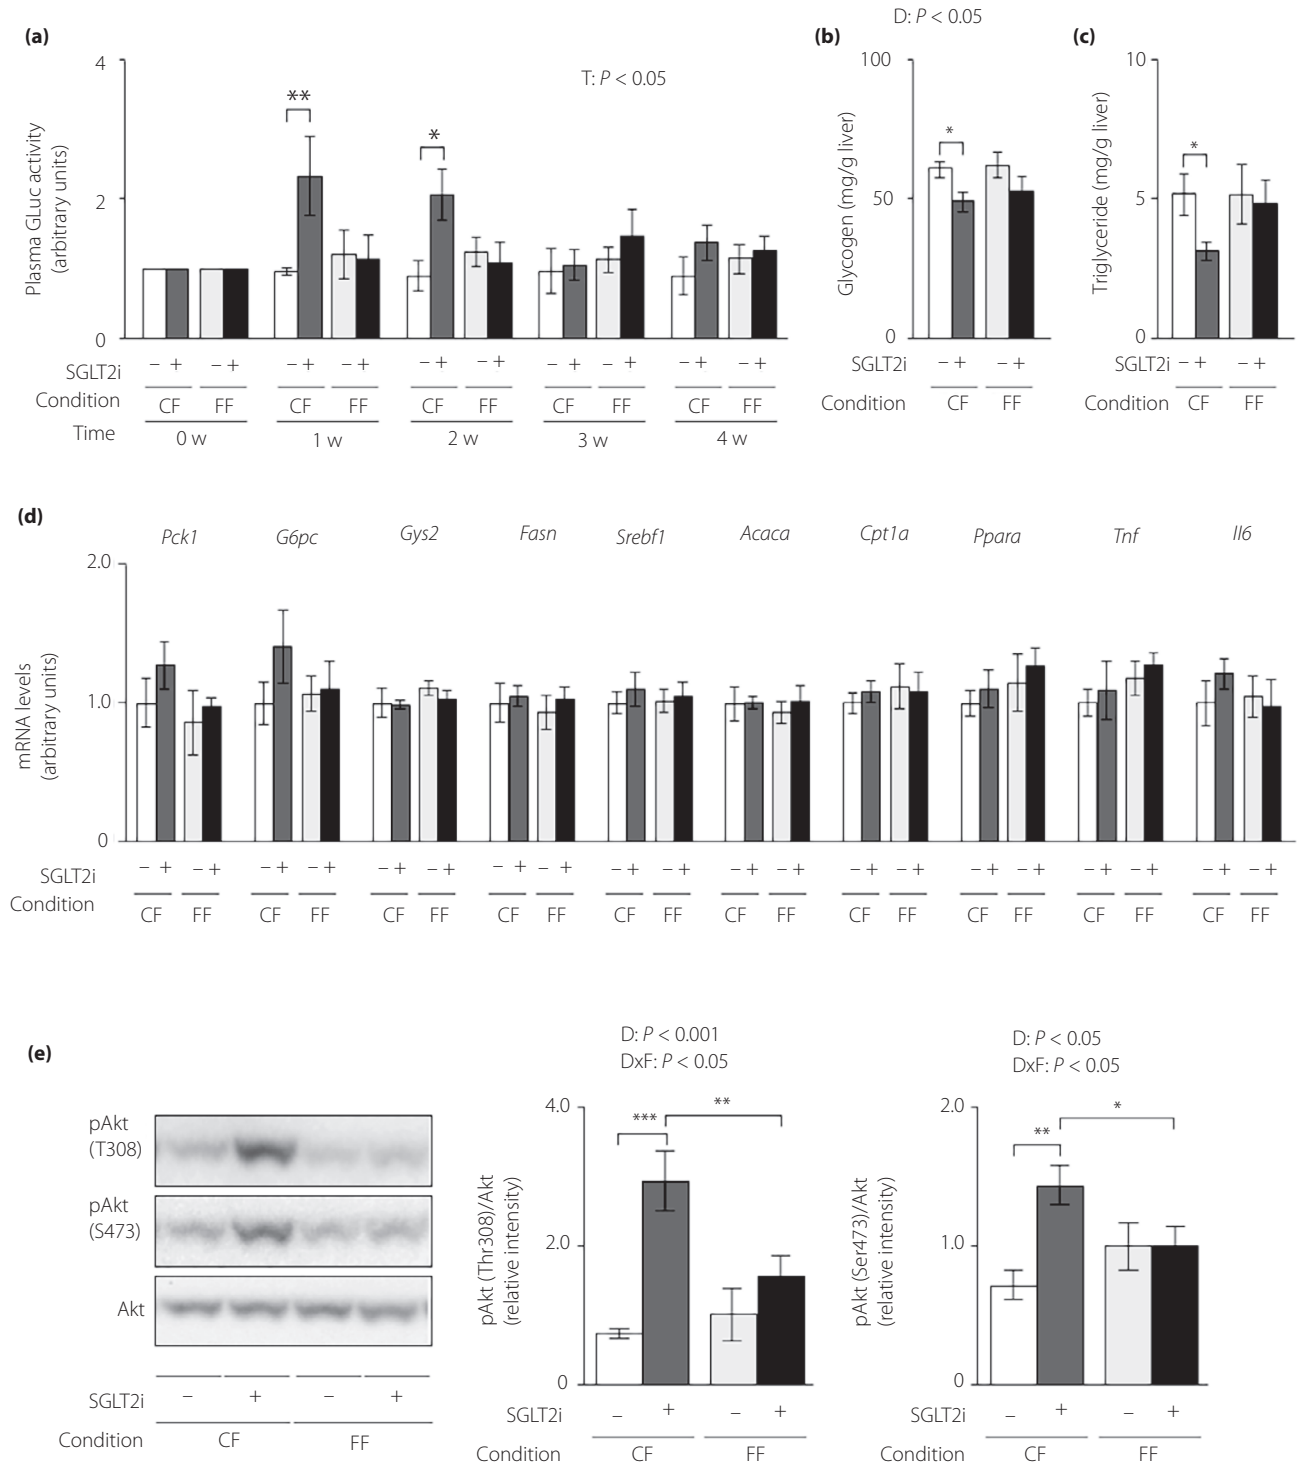 (a)
T: P < 0.05
Plasma GLuc activity
(arbitrary units)
4
2
0
** *
SGLT2i − + − + − + − + − + − + − + − + − + − +
Condition CF FF CF FF CF FF CF FF CF FF
Time 0 w 1 w 2 w 3 w 4 w
D: P < 0.05
(b)
Glycogen (mg/g liver)
100
50
0
*
SGLT2i − + − +
Condition CF FF
(c)
Triglyceride (mg/g liver)
10
5
0
*
SGLT2i − + − +
Condition CF FF
(d)
Pck1 G6pc Gys2 Fasn Srebf1 Acaca Cpt1a Ppara Tnf Il6
mRNA levels
(arbitrary units)
2.0
1.0
0
SGLT2i − + − + − + − + − + − + − + − + − + − + − + − + − + − + − + − + − + − + − + − +
Condition CF FF CF FF CF FF CF FF CF FF CF FF CF FF CF FF CF FF CF FF
(e)
pAkt
(T308)
pAkt
(S473)
Akt
SGLT2i − + − +
Condition CF FF
D: P < 0.001
DxF: P < 0.05
pAkt (Thr308)/Akt
(relative intensity)
4.0
2.0
0
*** **
SGLT2i − + − +
Condition CF FF
D: P < 0.05
DxF: P < 0.05
pAkt (Ser473)/Akt
(relative intensity)
2.0
1.0
0
** *
SGLT2i − + − +
Condition CF FF